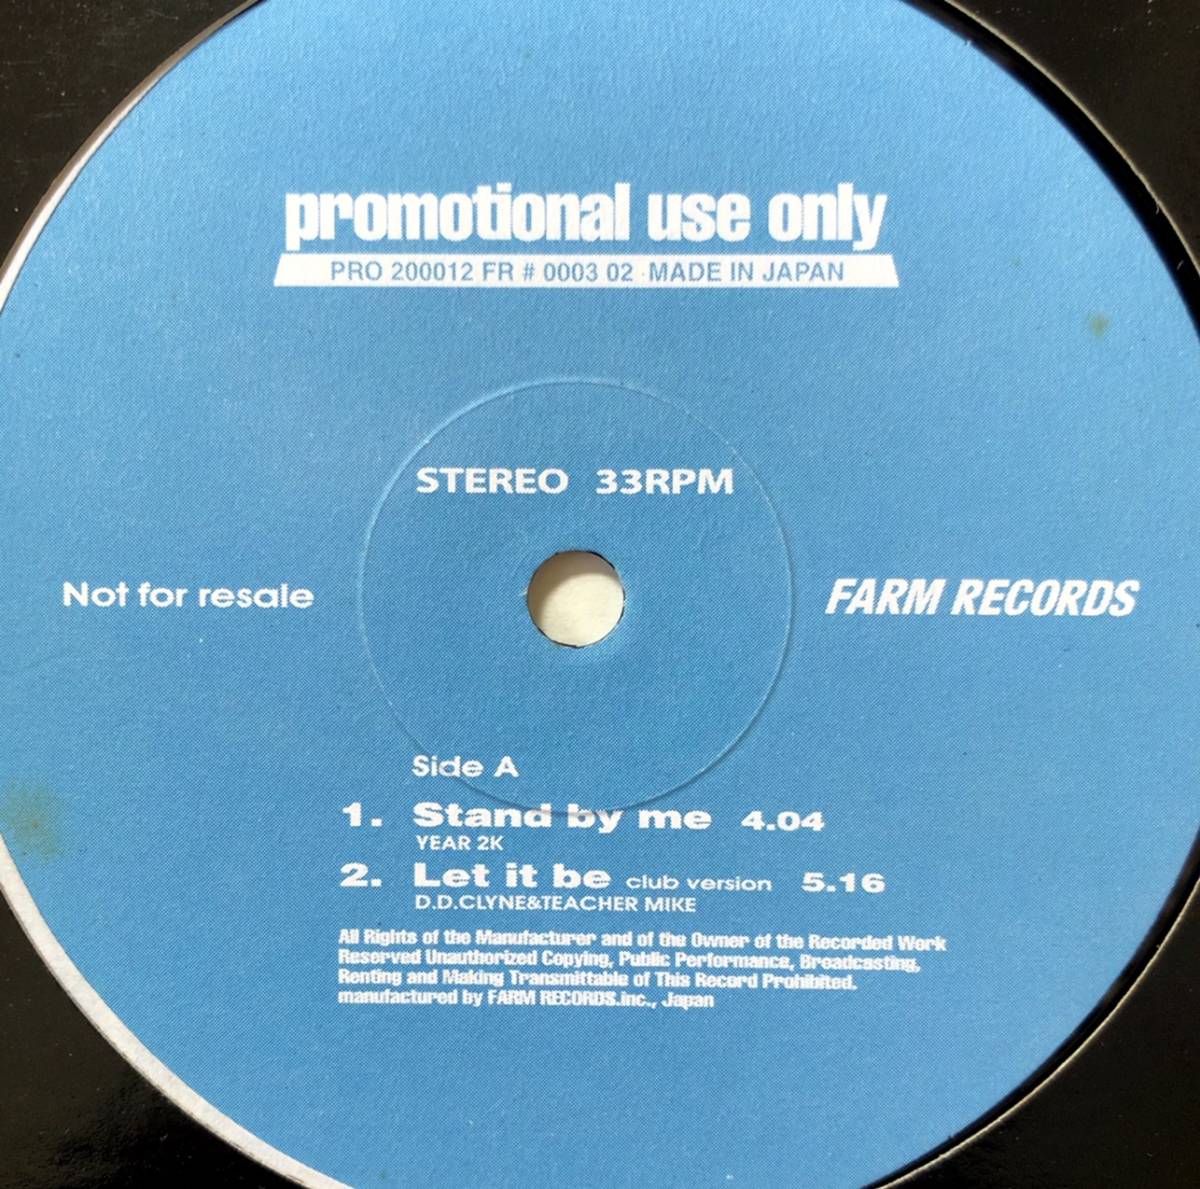 promotional use only
PRO 200012 FR # 0003 02 · MADE IN JAPAN
STEREO 33RPM
Not for resale
FARM RECORDS
Side A
1. Stand by me 4.04
YEAR 2K
2. Let it be club version 5.16
D.D.CLYNE&TEACHER MIKE
All Rights of the Manufacturer and of the Owner of the Recorded Work
Reserved Unauthorized Copying, Public Performance, Broadcasting,
Renting and Making Transmittable of This Record Prohibited.
manufactured by FARM RECORDS.inc., Japan